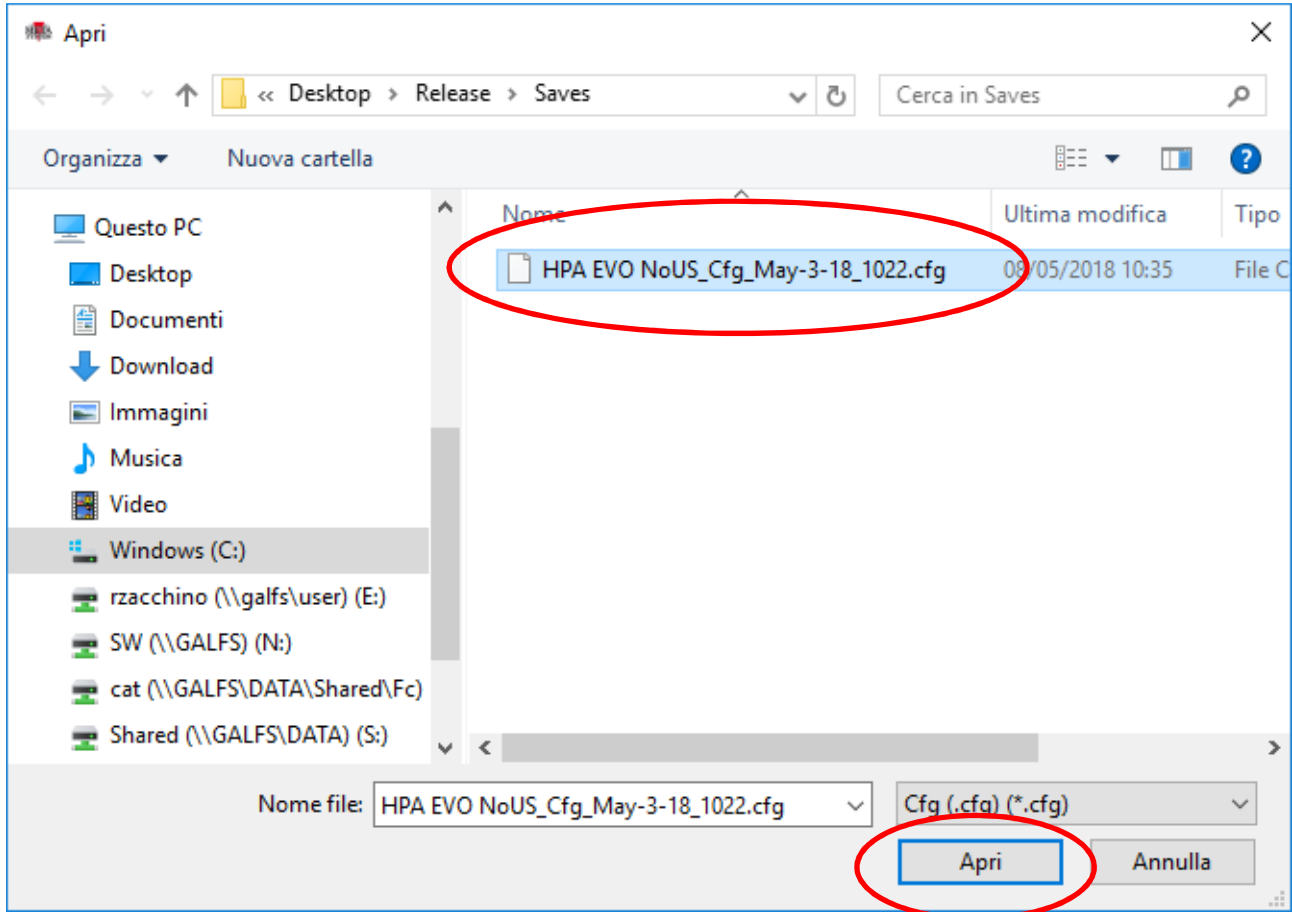 Apri
« Desktop › Release › Saves
Cerca in Saves
Organizza
Nuova cartella
Nome
Ultima modifica
Tipo
Questo PC
Desktop
Documenti
Download
Immagini
Musica
Video
Windows (C:)
rzacchino (\\galfs\user) (E:)
SW (\\GALFS) (N:)
cat (\\GALFS\DATA\Shared\Fc)
Shared (\\GALFS\DATA) (S:)
HPA EVO NoUS_Cfg_May-3-18_1022.cfg
08/05/2018 10:35
File C
Nome file:
HPA EVO NoUS_Cfg_May-3-18_1022.cfg
Cfg (.cfg) (*.cfg)
Apri
Annulla